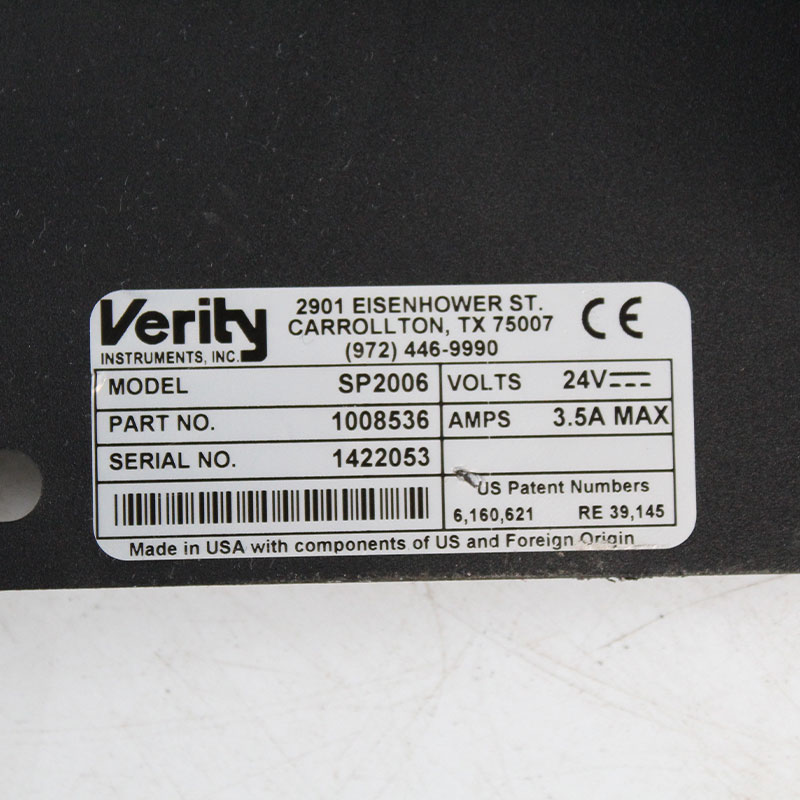 Verity
INSTRUMENTS, INC.
2901 EISENHOWER ST.
CARROLLTON, TX 75007
(972) 446-9990
CE
MODEL SP2006 VOLTS 24V
PART NO. 1008536 AMPS 3.5A MAX
SERIAL NO. 1422053
US Patent Numbers
6,160,621 RE 39,145
Made in USA with components of US and Foreign Origin